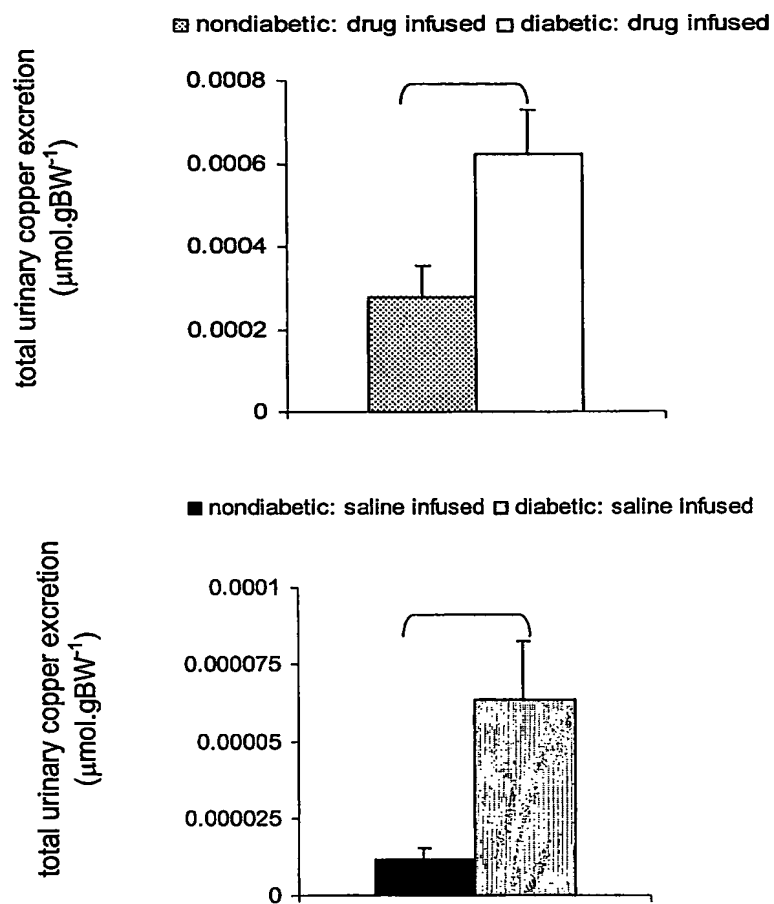 nondiabetic: drug infused diabetic: drug infused
total urinary copper excretion
(µmol.gBW⁻¹)
0.0008
0.0006
0.0004
0.0002
0
nondiabetic: saline infused diabetic: saline infused
total urinary copper excretion
(µmol.gBW⁻¹)
0.0001
0.000075
0.00005
0.000025
0